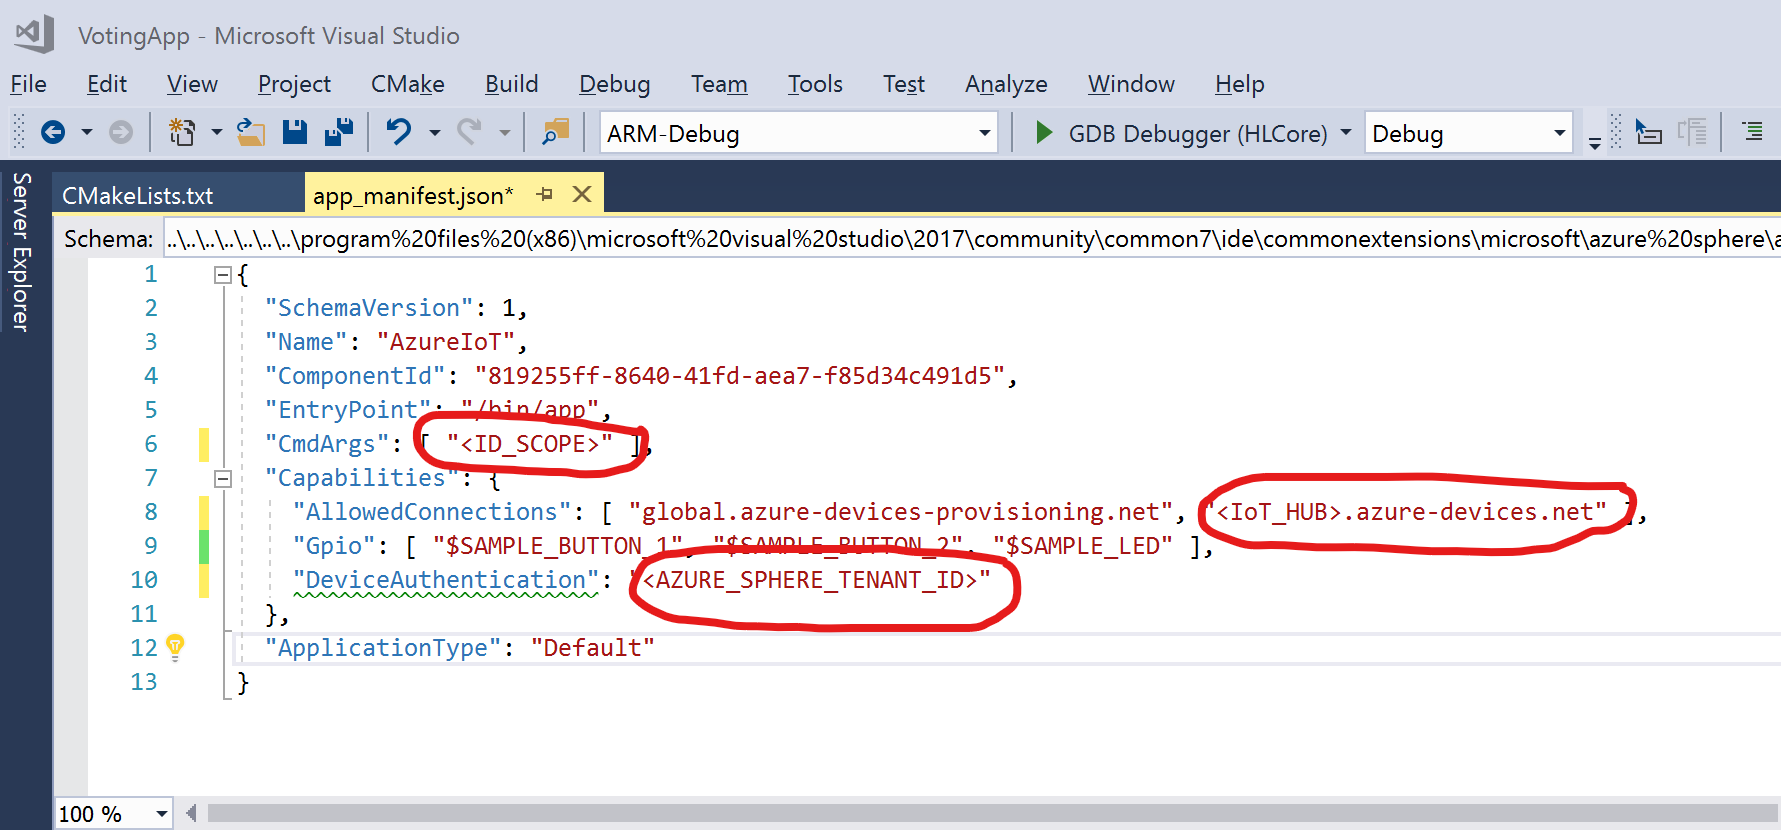 VotingApp - Microsoft Visual Studio
File Edit View Project CMake Build Debug Team Tools Test Analyze Window Help
ARM-Debug GDB Debugger (HLCore) Debug
Server Explorer
CMakeLists.txt app_manifest.json*
Schema: ..\..\..\..\..\..\..\program%20files%20(x86)\microsoft%20visual%20studio\2017\community\common7\ide\commonextensions\microsoft\azure%20sphere\a
1 {
2 "SchemaVersion": 1,
3 "Name": "AzureIoT",
4 "ComponentId": "819255ff-8640-41fd-aea7-f85d34c491d5",
5 "EntryPoint": "/bin/app",
6 "CmdArgs": [ "<ID_SCOPE>" ],
7 "Capabilities": {
8 "AllowedConnections": [ "global.azure-devices-provisioning.net", "<IoT_HUB>.azure-devices.net" ],
9 "Gpio": [ "$SAMPLE_BUTTON_1", "$SAMPLE_BUTTON_2", "$SAMPLE_LED" ],
10 "DeviceAuthentication": "<AZURE_SPHERE_TENANT_ID>"
11 },
12 "ApplicationType": "Default"
13 }
100 %